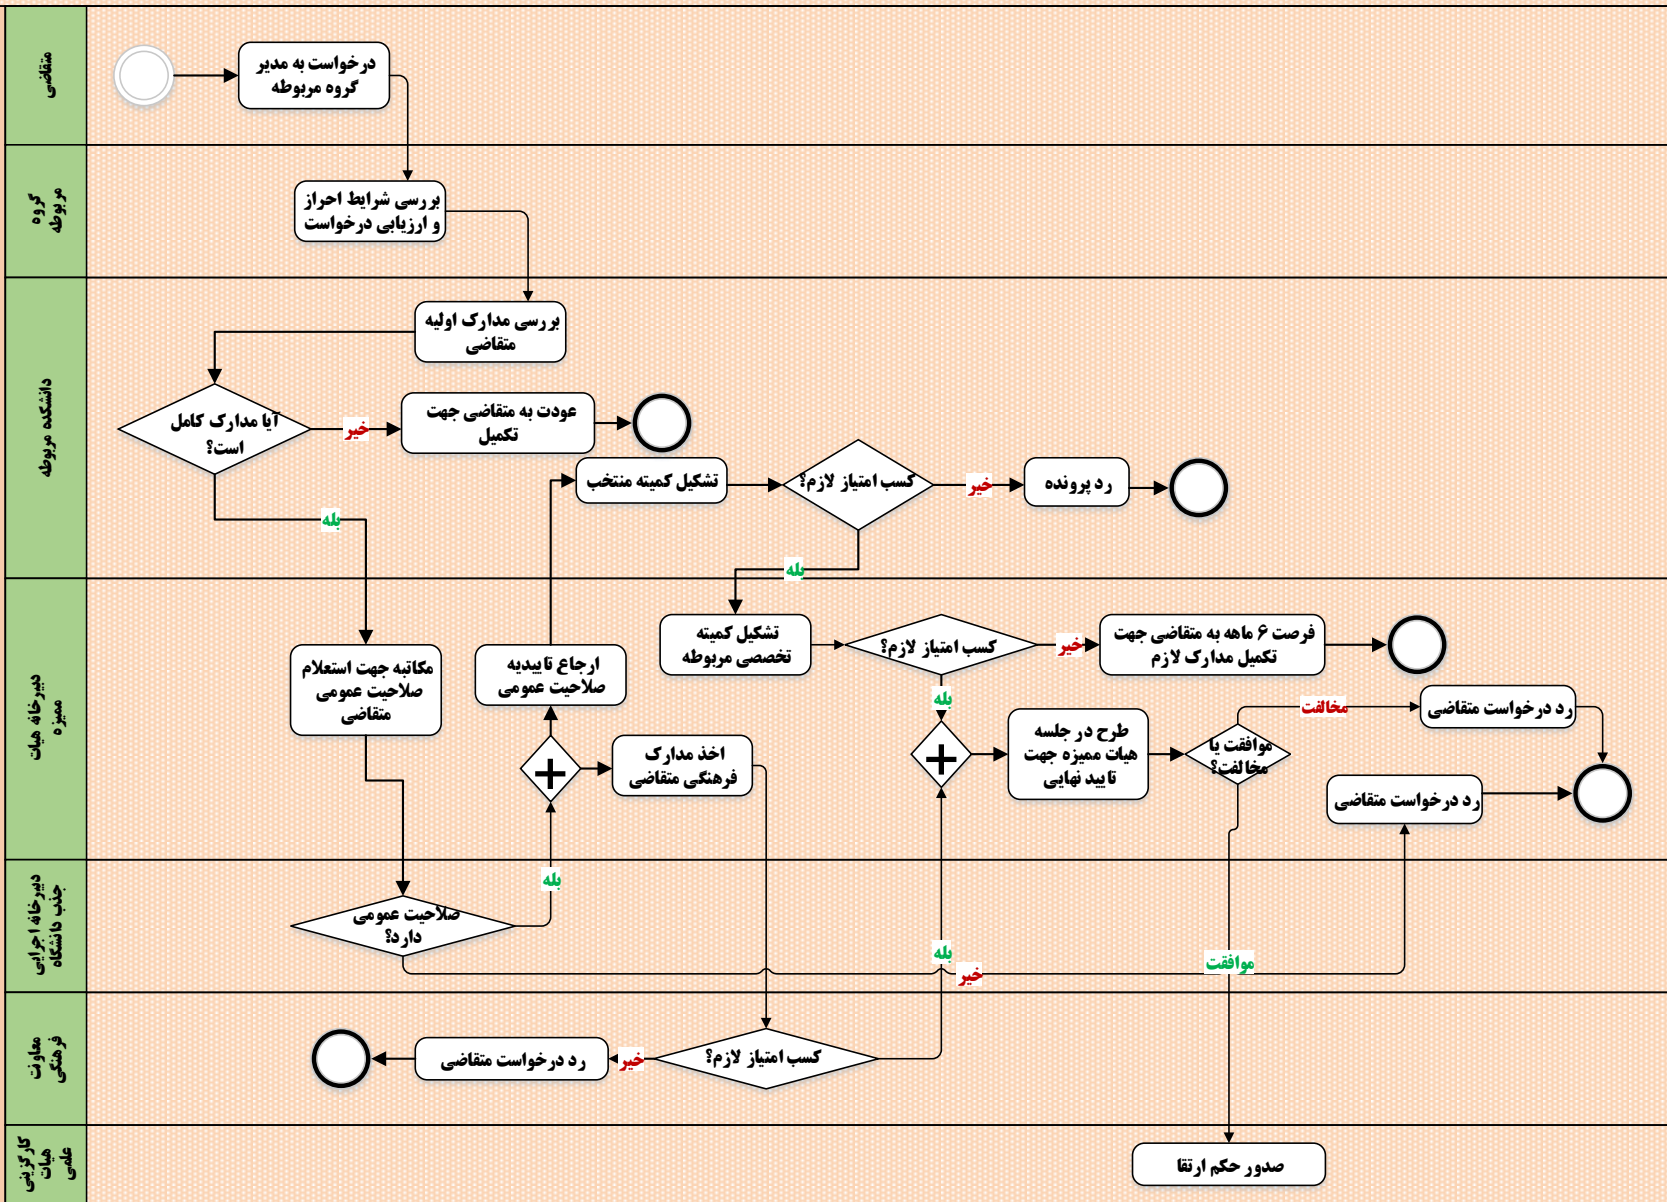 متقاضی
درخواست به مدیر
گروه مربوطه
گروه
مربوطه
بررسی شرایط احراز
و ارزیابی درخواست
دانشکده مربوطه
بررسی مدارک اولیه
متقاضی
آیا مدارک کامل
است؟
خیر
عودت به متقاضی جهت
تکمیل
بله
تشکیل کمیته منتخب
کسب امتیاز لازم؟
خیر
رد پرونده
بله
دبیرخانه هیات
ممیزه
مکاتبه جهت استعلام
صلاحیت عمومی
متقاضی
ارجاع تاییدیه
صلاحیت عمومی
اخذ مدارک
فرهنگی متقاضی
تشکیل کمیته
تخصصی مربوطه
کسب امتیاز لازم؟
خیر
فرصت ۶ ماهه به متقاضی جهت
تکمیل مدارک لازم
بله
طرح در جلسه
هیات ممیزه جهت
تایید نهایی
موافقت یا
مخالفت؟
مخالفت
رد درخواست متقاضی
رد درخواست متقاضی
دبیرخانه اجرایی
جذب دانشگاه
صلاحیت عمومی
دارد؟
بله
بله
خیر
موافقت
معاونت
فرهنگی
کسب امتیاز لازم؟
خیر
رد درخواست متقاضی
کارگزینی
هیات
علمی
صدور حکم ارتقا